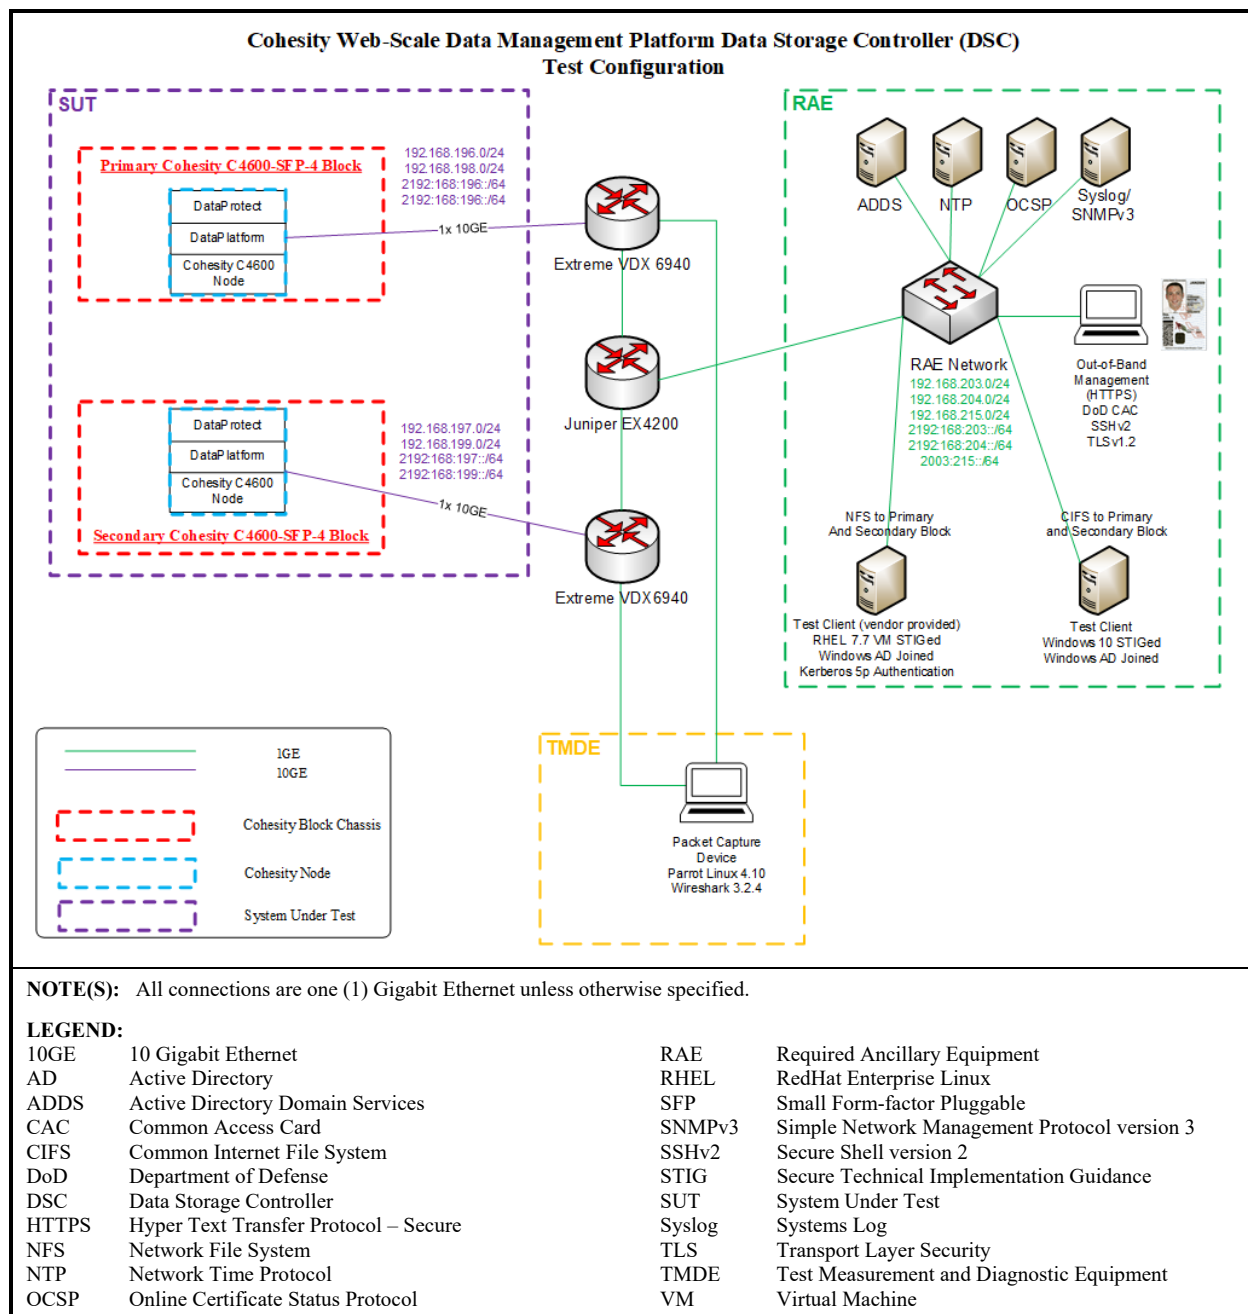 Cohesity Web-Scale Data Management Platform Data Storage Controller (DSC)
Test Configuration
SUT
Primary Cohesity C4600-SFP-4 Block
DataProtect
DataPlatform
Cohesity C4600
Node
192.168.196.0/24
192.168.198.0/24
2192:168:196::/64
2192:168:196::/64
1x 10GE
Extreme VDX 6940
Juniper EX4200
DataProtect
DataPlatform
Cohesity C4600
Node
Secondary Cohesity C4600-SFP-4 Block
192.168.197.0/24
192.168.199.0/24
2192:168:197::/64
2192:168:199::/64
1x 10GE
Extreme VDX6940
RAE
ADDS
NTP
OCSP
Syslog/
SNMPv3
RAE Network
192.168.203.0/24
192.168.204.0/24
192.168.215.0/24
2192:168:203::/64
2192:168:204::/64
2003:215::/64
Out-of-Band
Management
(HTTPS)
DoD CAC
SSHv2
TLSv1.2
NFS to Primary
And Secondary Block
CIFS to Primary
and Secondary Block
Test Client (vendor provided)
RHEL 7.7 VM STIGed
Windows AD Joined
Kerberos 5p Authentication
Test Client
Windows 10 STIGed
Windows AD Joined
1GE
10GE
Cohesity Block Chassis
Cohesity Node
System Under Test
TMDE
Packet Capture
Device
Parrot Linux 4.10
Wireshark 3.2.4
NOTE(S): All connections are one (1) Gigabit Ethernet unless otherwise specified.
LEGEND:
10GE 10 Gigabit Ethernet
AD Active Directory
ADDS Active Directory Domain Services
CAC Common Access Card
CIFS Common Internet File System
DoD Department of Defense
DSC Data Storage Controller
HTTPS Hyper Text Transfer Protocol – Secure
NFS Network File System
NTP Network Time Protocol
OCSP Online Certificate Status Protocol
RAE Required Ancillary Equipment
RHEL RedHat Enterprise Linux
SFP Small Form-factor Pluggable
SNMPv3 Simple Network Management Protocol version 3
SSHv2 Secure Shell version 2
STIG Secure Technical Implementation Guidance
SUT System Under Test
Syslog Systems Log
TLS Transport Layer Security
TMDE Test Measurement and Diagnostic Equipment
VM Virtual Machine